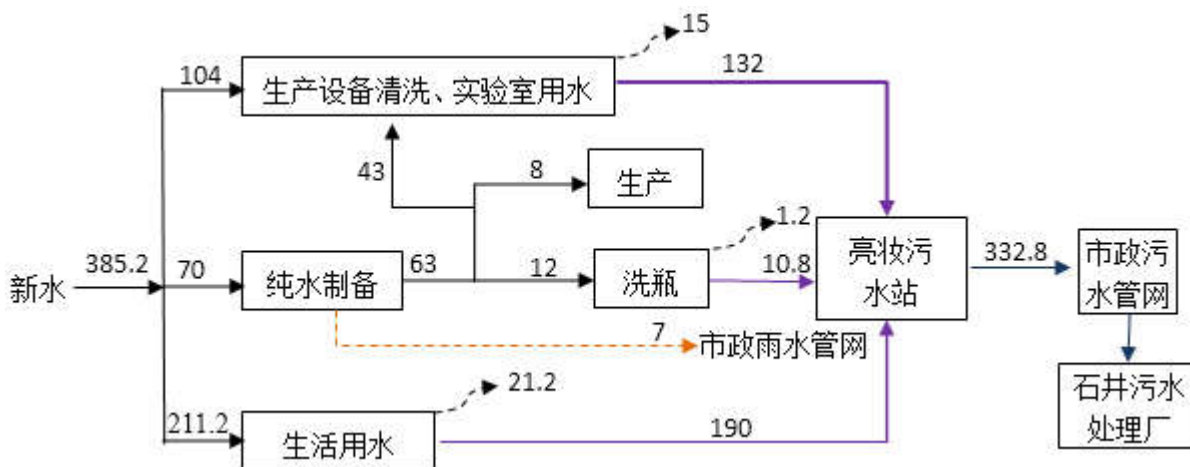 15
104
生产设备清洗、实验室用水
132
43
8
生产
1.2
385.2
70
63
12
10.8
332.8
新水
纯水制备
洗瓶
亮妆污
水站
市政污
水管网
7
市政雨水管网
21.2
211.2
生活用水
190
石井污水
处理厂